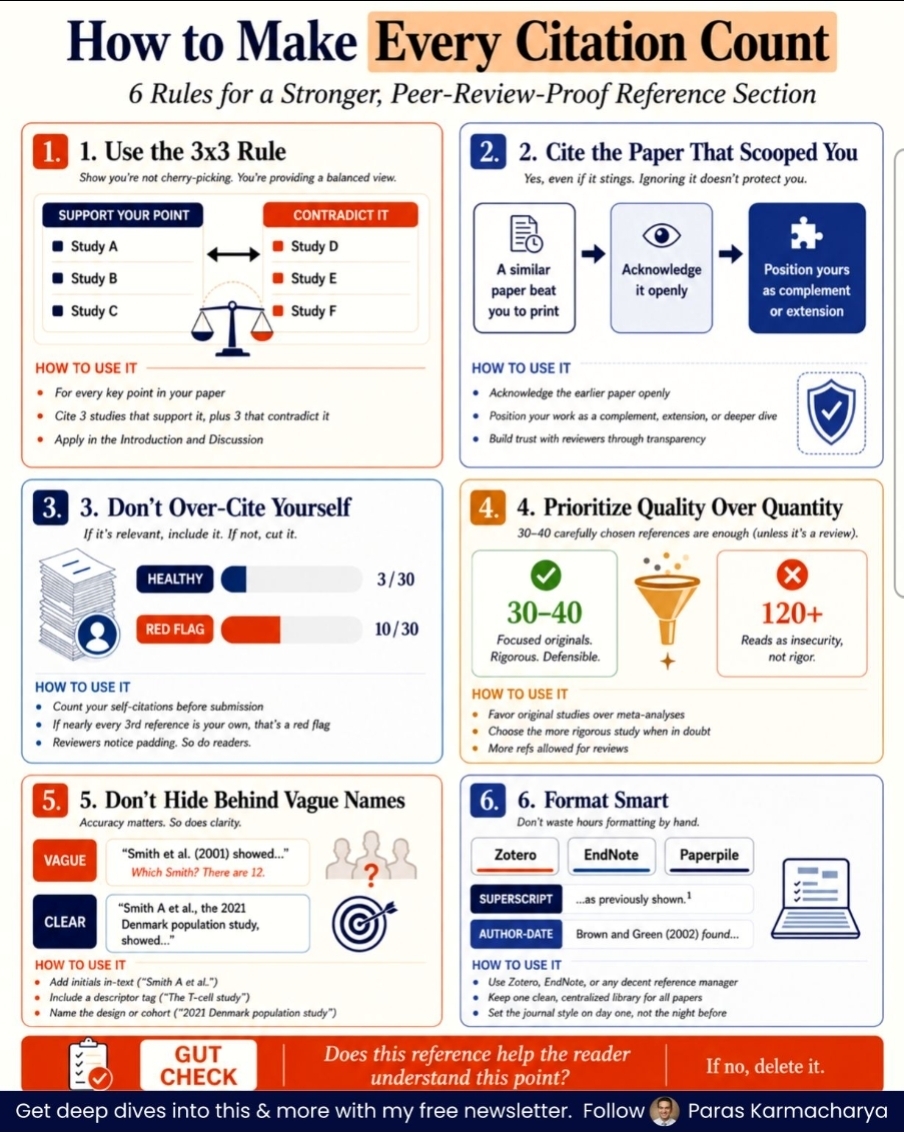 How to Make Every Citation Count
6 Rules for a Stronger, Peer-Review-Proof Reference Section
1. 1. Use the 3x3 Rule
Show you're not cherry-picking. You're providing a balanced view.
SUPPORT YOUR POINT
Study A
Study B
Study C
CONTRADICT IT
Study D
Study E
Study F
HOW TO USE IT
• For every key point in your paper
• Cite 3 studies that support it, plus 3 that contradict it
• Apply in the Introduction and Discussion
2. 2. Cite the Paper That Scooped You
Yes, even if it stings. Ignoring it doesn't protect you.
A similar
paper beat
you to print
Acknowledge
it openly
Position yours
as complement
or extension
HOW TO USE IT
• Acknowledge the earlier paper openly
• Position your work as a complement, extension, or deeper dive
• Build trust with reviewers through transparency
3. 3. Don't Over-Cite Yourself
If it's relevant, include it. If not, cut it.
HEALTHY 3/30
RED FLAG 10/30
HOW TO USE IT
• Count your self-citations before submission
• If nearly every 3rd reference is your own, that's a red flag
• Reviewers notice padding. So do readers.
4. 4. Prioritize Quality Over Quantity
30–40 carefully chosen references are enough (unless it's a review).
30–40
Focused originals.
Rigorous. Defensible.
120+
Reads as insecurity,
not rigor.
HOW TO USE IT
• Favor original studies over meta-analyses
• Choose the more rigorous study when in doubt
• More refs allowed for reviews
5. 5. Don't Hide Behind Vague Names
Accuracy matters. So does clarity.
VAGUE
"Smith et al. (2001) showed..."
Which Smith? There are 12.
?
CLEAR
"Smith A et al., the 2021
Denmark population study,
showed..."
HOW TO USE IT
• Add initials in-text ("Smith A et al.")
• Include a descriptor tag ("The T-cell study")
• Name the design or cohort ("2021 Denmark population study")
6. 6. Format Smart
Don't waste hours formatting by hand.
Zotero EndNote Paperpile
SUPERSCRIPT ...as previously shown.¹
AUTHOR-DATE Brown and Green (2002) found...
HOW TO USE IT
• Use Zotero, EndNote, or any decent reference manager
• Keep one clean, centralized library for all papers
• Set the journal style on day one, not the night before
GUT
CHECK
Does this reference help the reader
understand this point?
If no, delete it.
Get deep dives into this & more with my free newsletter. Follow Paras Karmacharya